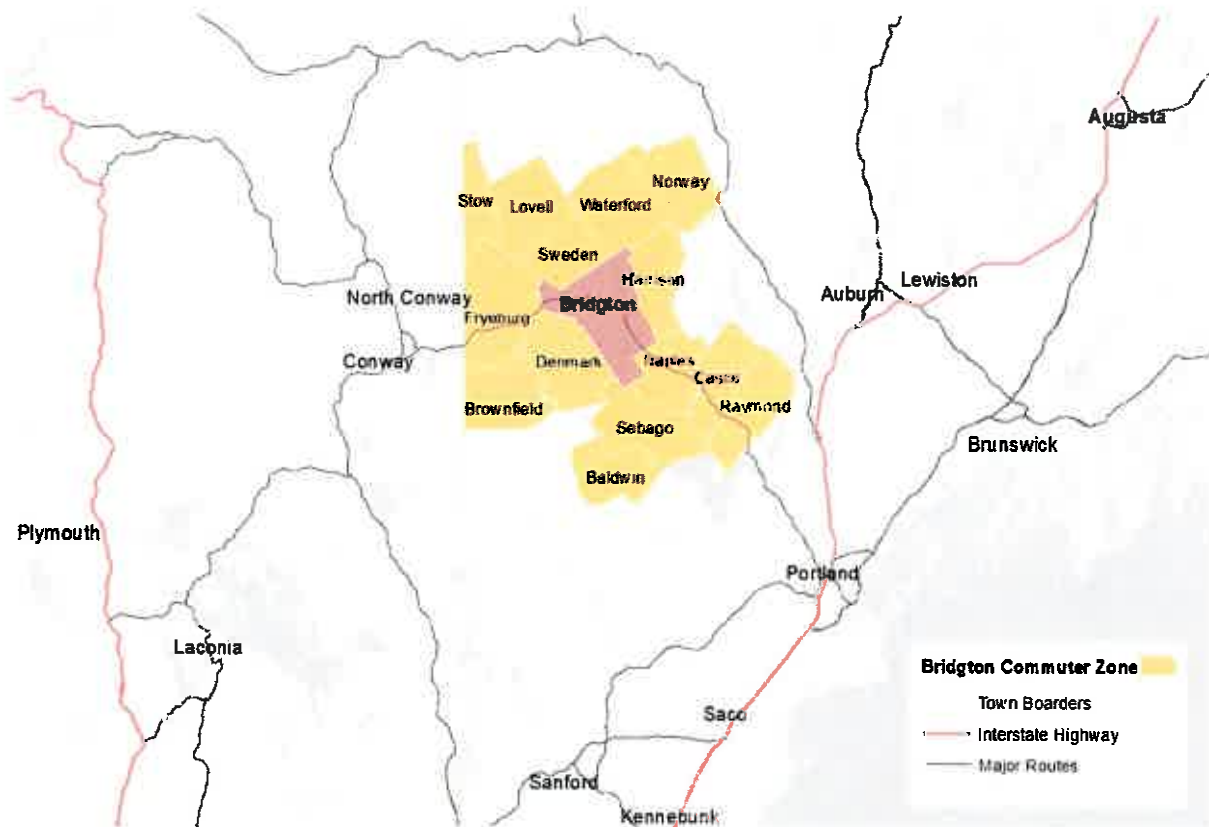 Augusta
Norway
Stow
Lovell
Waterford
Sweden
Harrison
Lewiston
Auburn
North Conway
Bridgton
Fryeburg
Conway
Denmark
Naples
Casco
Raymond
Brownfield
Sebago
Brunswick
Baldwin
Plymouth
Portland
Laconia
Bridgton Commuter Zone
Town Boarders
Interstate Highway
Major Routes
Saco
Sanford
Kennebunk